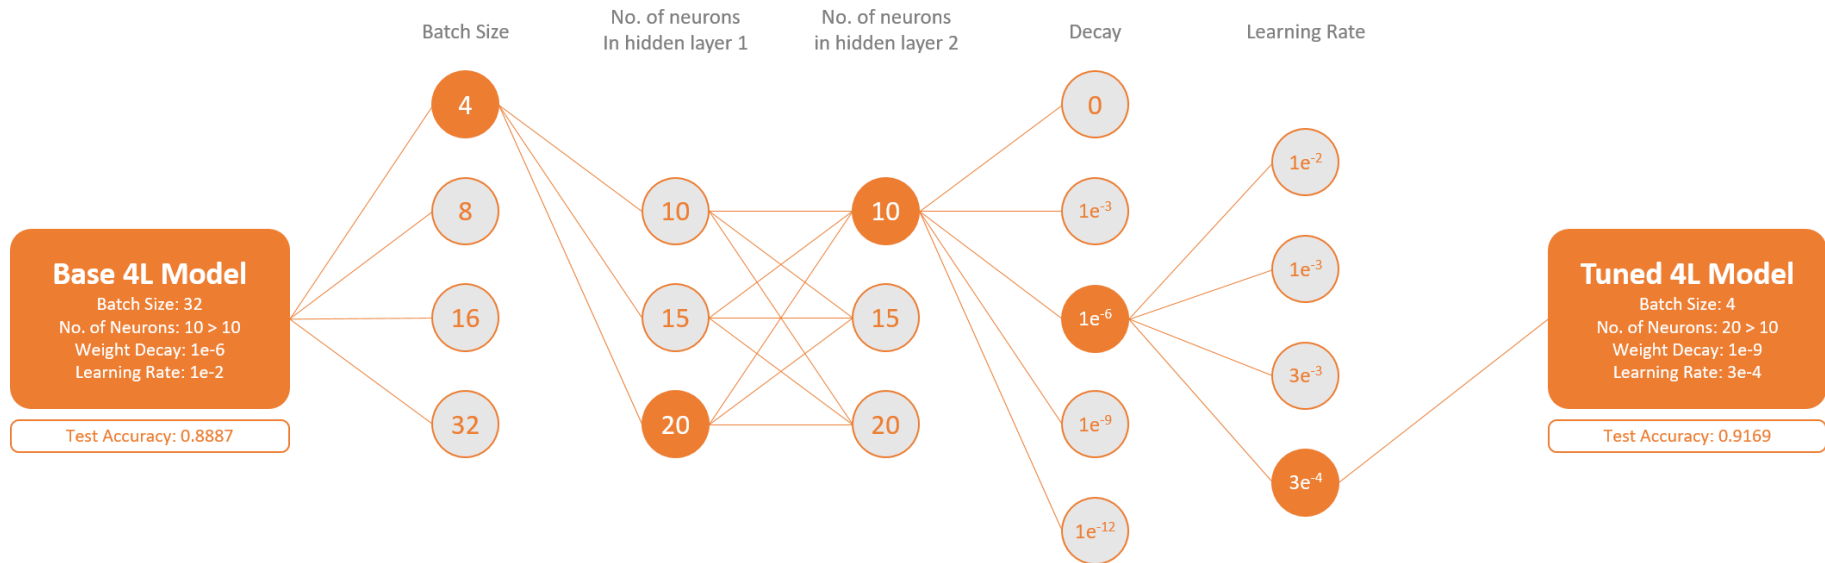 Batch Size
No. of neurons
In hidden layer 1
No. of neurons
in hidden layer 2
Decay
Learning Rate
Base 4L Model
Batch Size: 32
No. of Neurons: 10 > 10
Weight Decay: 1e-6
Learning Rate: 1e-2
Test Accuracy: 0.8887
4
8
16
32
10
15
20
10
15
20
0
1e-3
1e-6
1e-9
1e-12
1e-2
1e-3
3e-3
3e-4
Tuned 4L Model
Batch Size: 4
No. of Neurons: 20 > 10
Weight Decay: 1e-9
Learning Rate: 3e-4
Test Accuracy: 0.9169